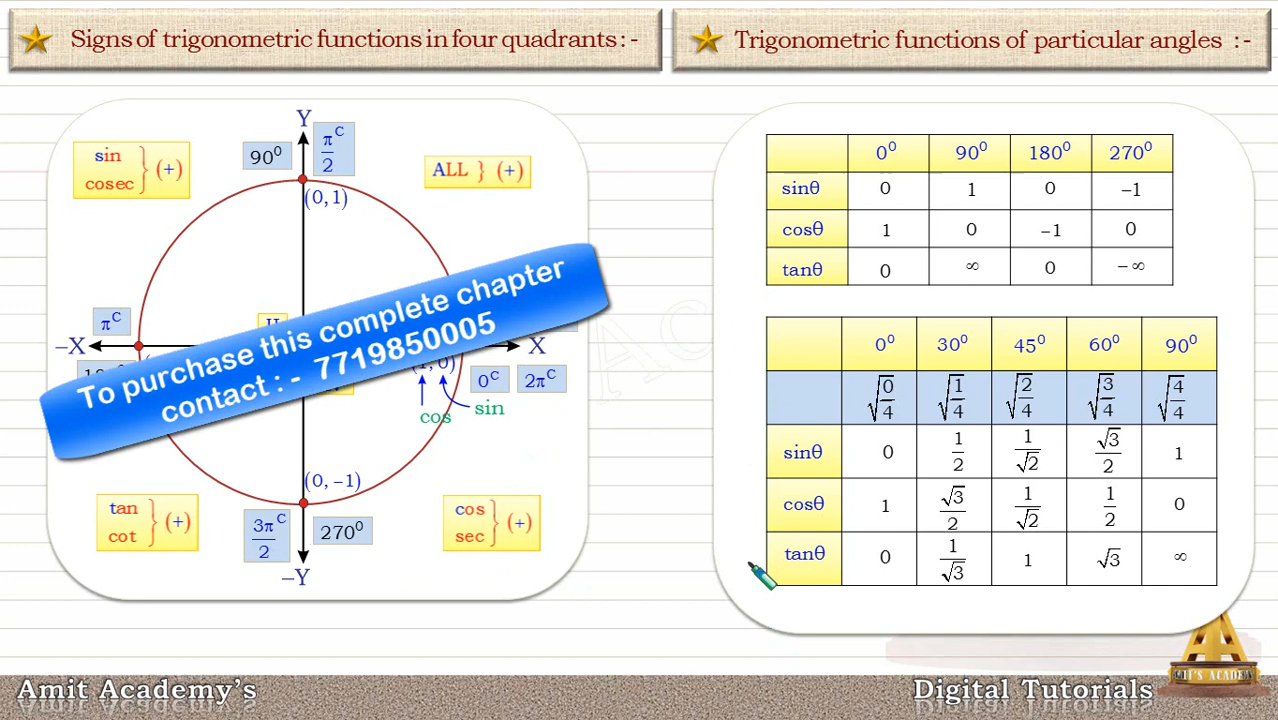 Signs of trigonometric functions in four quadrants : -
Trigonometric functions of particular angles : -
Y
90⁰
πᶜ/2
sin
cosec } (+)
ALL } (+)
(0, 1)
πᶜ
–X
X
0ᶜ
2πᶜ
cos
sin
(0, –1)
tan
cot } (+)
cos
sec } (+)
3πᶜ/2
270⁰
–Y
To purchase this complete chapter
contact : - 7719850005
0⁰ 90⁰ 180⁰ 270⁰
sinθ 0 1 0 –1
cosθ 1 0 –1 0
tanθ 0 ∞ 0 –∞
0⁰ 30⁰ 45⁰ 60⁰ 90⁰
√(0/4) √(1/4) √(2/4) √(3/4) √(4/4)
sinθ 0 1/2 1/√2 √3/2 1
cosθ 1 √3/2 1/√2 1/2 0
tanθ 0 1/√3 1 √3 ∞
Amit Academy's
Digital Tutorials